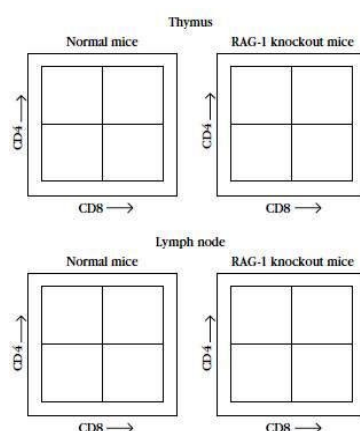 Thymus
Normal mice RAG-1 knockout mice
CD4 → CD4 →
CD8 → CD8 →
Lymph node
Normal mice RAG-1 knockout mice
CD4 → CD4 →
CD8 → CD8 →